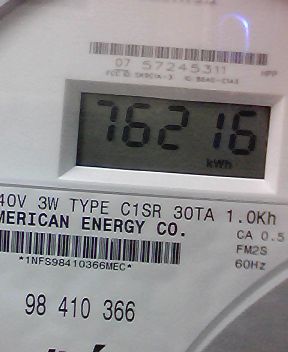 07 57245311
HPP
76216
kWh
40V 3W TYPE C1SR 30TA 1.0Kh
MERICAN ENERGY CO.
CA 0.5
FM2S
60Hz
*1NFS98410366MEC*
98 410 366